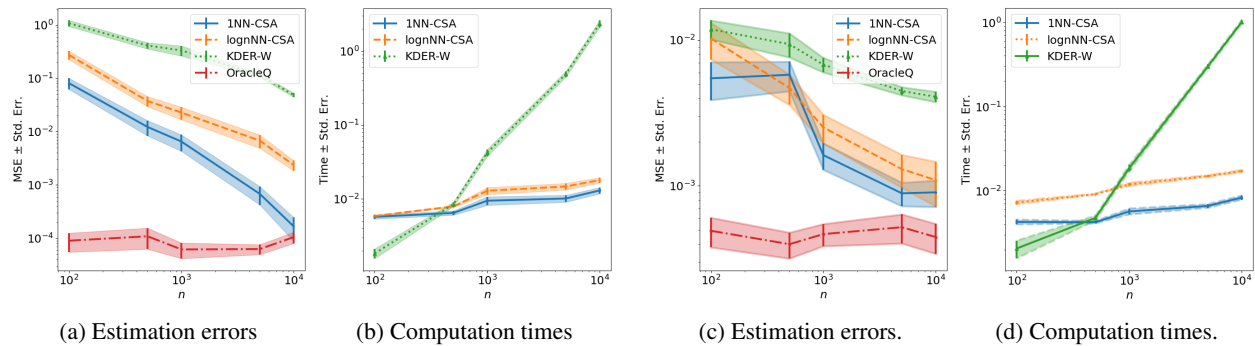 MSE ± Std. Err.
10⁰
10⁻¹
10⁻²
10⁻³
10⁻⁴
10²
10³
10⁴
n
1NN-CSA
lognNN-CSA
KDER-W
OracleQ
(a) Estimation errors
Time ± Std. Err.
10⁰
10⁻¹
10⁻²
10²
10³
10⁴
n
1NN-CSA
lognNN-CSA
KDER-W
(b) Computation times
MSE ± Std. Err.
10⁻²
10⁻³
10²
10³
10⁴
n
1NN-CSA
lognNN-CSA
KDER-W
OracleQ
(c) Estimation errors.
Time ± Std. Err.
10⁰
10⁻¹
10⁻²
10²
10³
10⁴
n
1NN-CSA
lognNN-CSA
KDER-W
(d) Computation times.